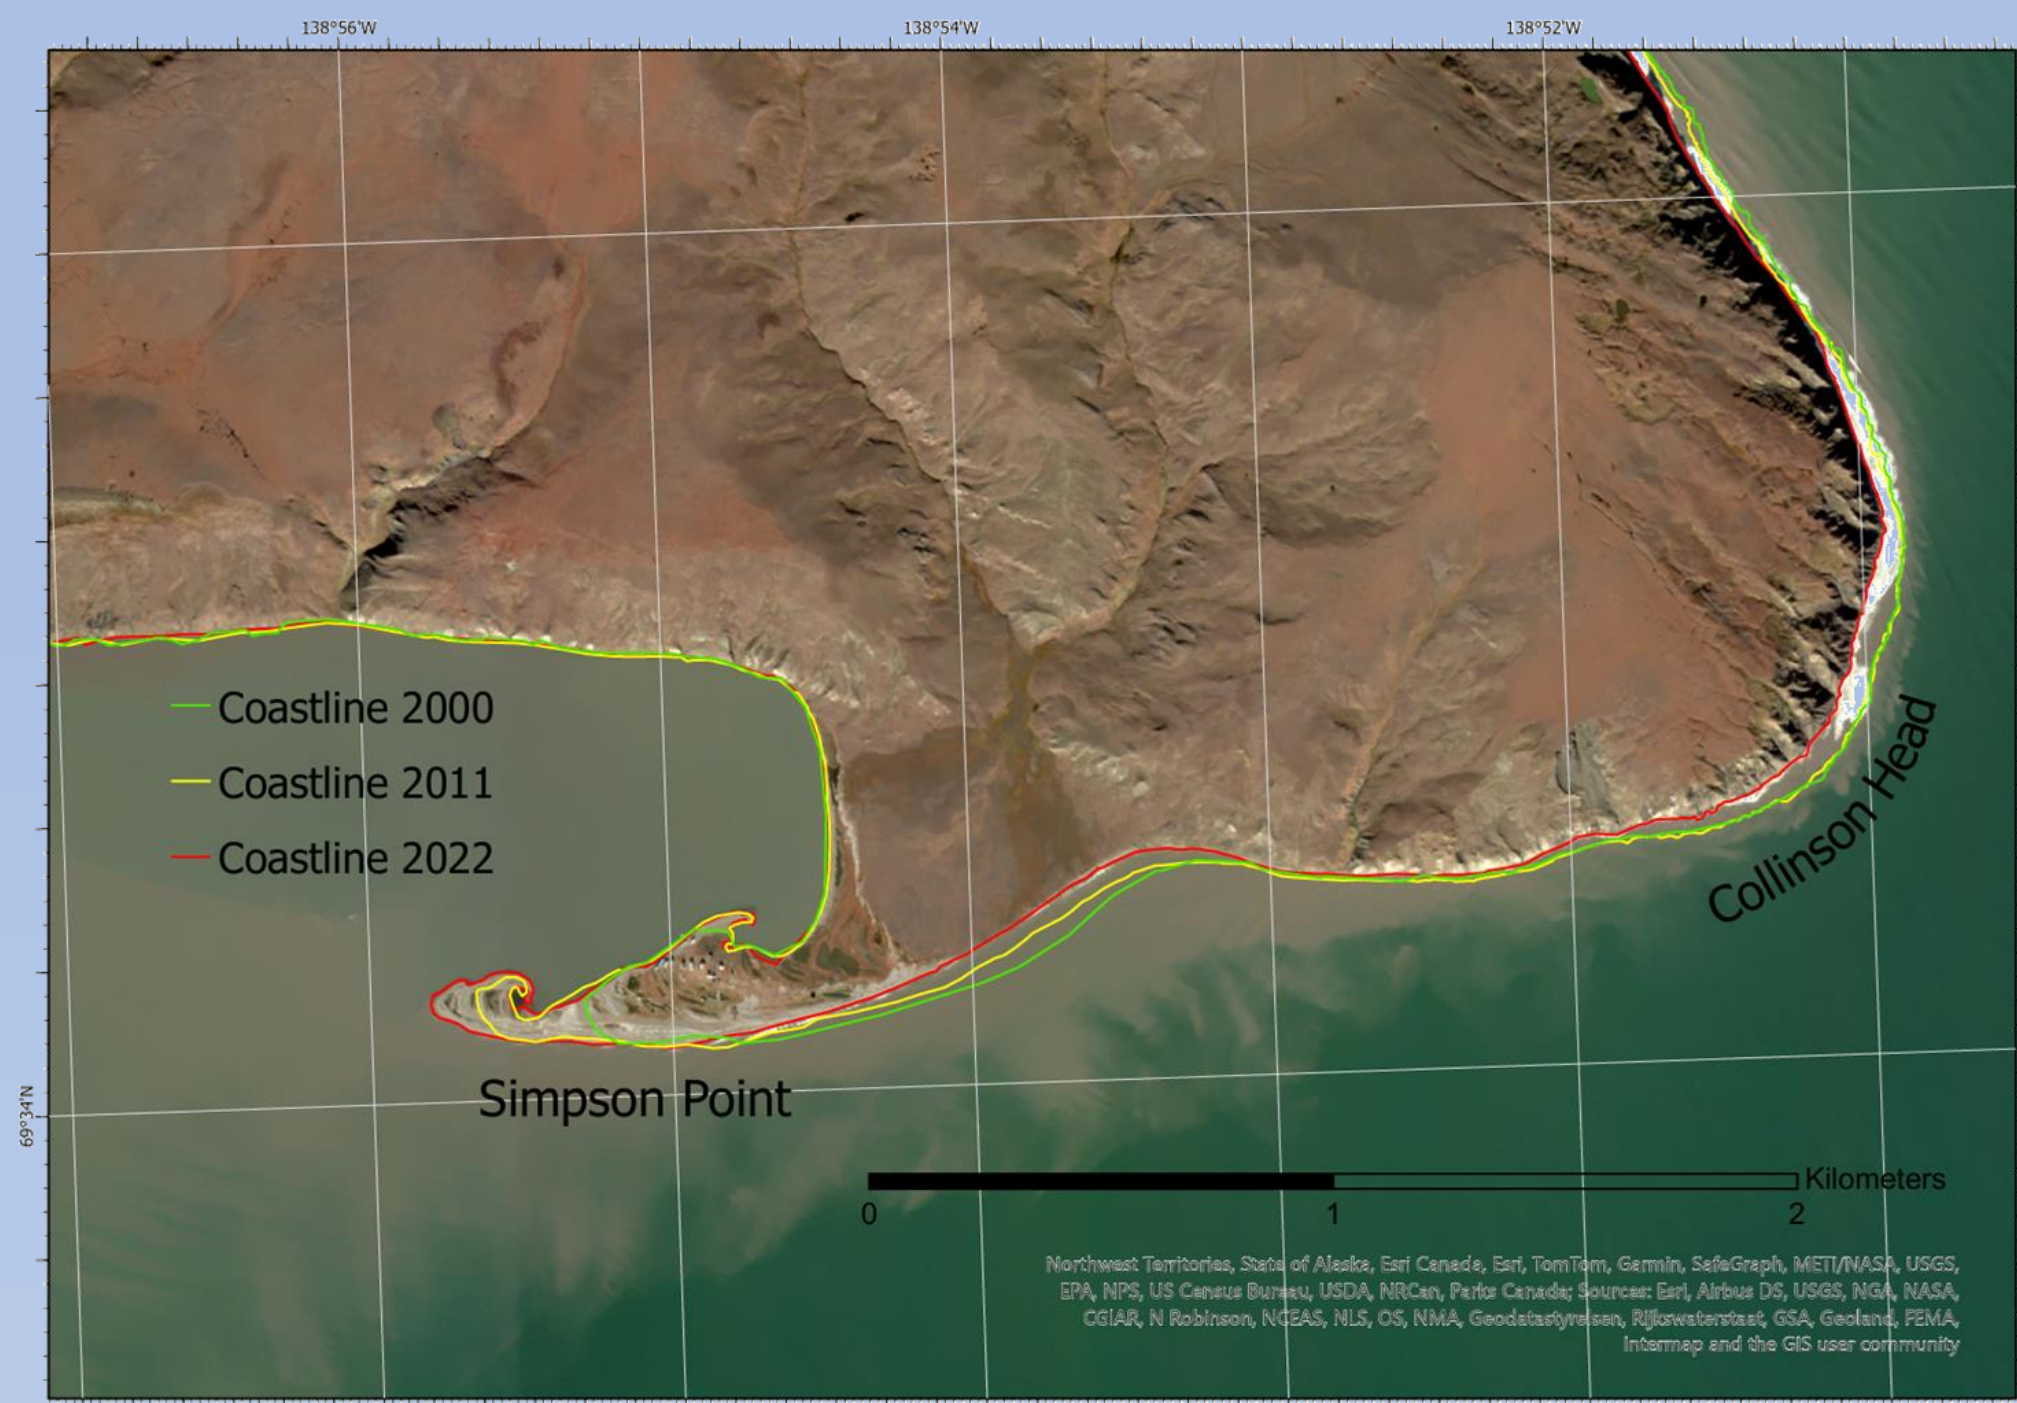 138°56'W
138°54'W
138°52'W
Coastline 2000
Coastline 2011
Coastline 2022
Collinson Head
Simpson Point
69°34'N
Kilometers
0
1
2
Northwest Territories, State of Alaska, Esri Canada, Esri, TomTom, Garmin, SafeGraph, METI/NASA, USGS,
EPA, NPS, US Census Bureau, USDA, NRCan, Parks Canada; Sources: Esri, Airbus DS, USGS, NGA, NASA,
CGIAR, N Robinson, NCEAS, NLS, OS, NMA, Geodatastyrelsen, Rijkswaterstaat, GSA, Geoland, FEMA,
Intermap and the GIS user community